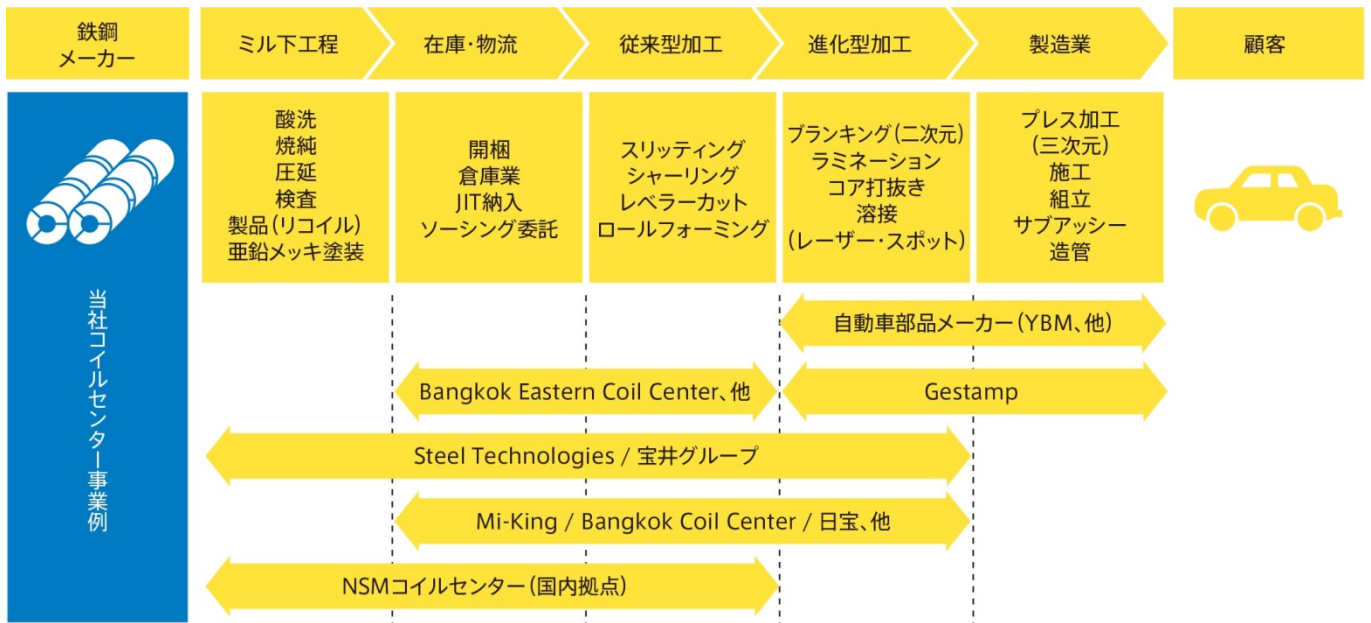 鉄鋼
メーカー
ミル下工程
在庫・物流
従来型加工
進化型加工
製造業
顧客
酸洗
焼純
圧延
検査
製品(リコイル)
亜鉛メッキ塗装
開梱
倉庫業
JIT納入
ソーシング委託
スリッティング
シャーリング
レベラーカット
ロールフォーミング
ブランキング(二次元)
ラミネーション
コア打抜き
溶接
(レーザー・スポット)
プレス加工
(三次元)
施工
組立
サブアッシー
造管
当社コイルセンター事業例
自動車部品メーカー(YBM、他)
Bangkok Eastern Coil Center、他
Gestamp
Steel Technologies / 宝井グループ
Mi-King / Bangkok Coil Center / 日宝、他
NSMコイルセンター(国内拠点)